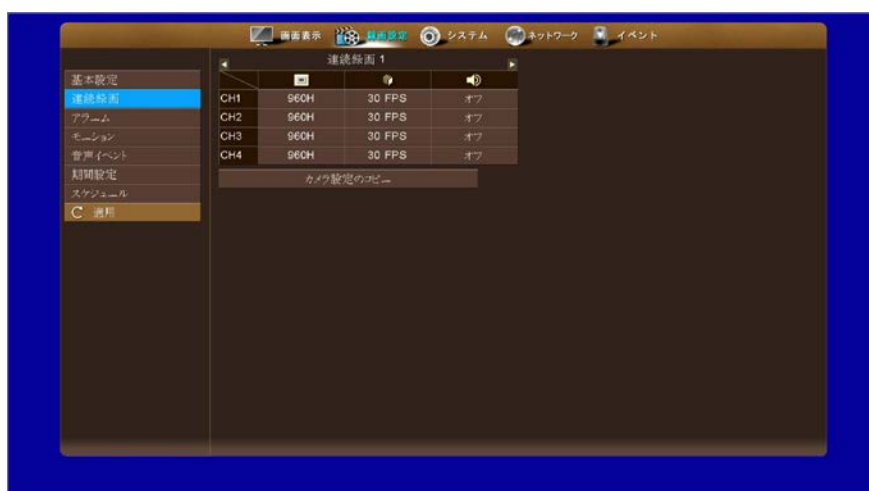 画面表示 録画設定 システム ネットワーク イベント
連続録画 1
基本設定
連続録画
アラーム
モーション
音声イベント
期間設定
スケジュール
適用
CH1 960H 30 FPS オフ
CH2 960H 30 FPS オフ
CH3 960H 30 FPS オフ
CH4 960H 30 FPS オフ
カメラ設定のコピー